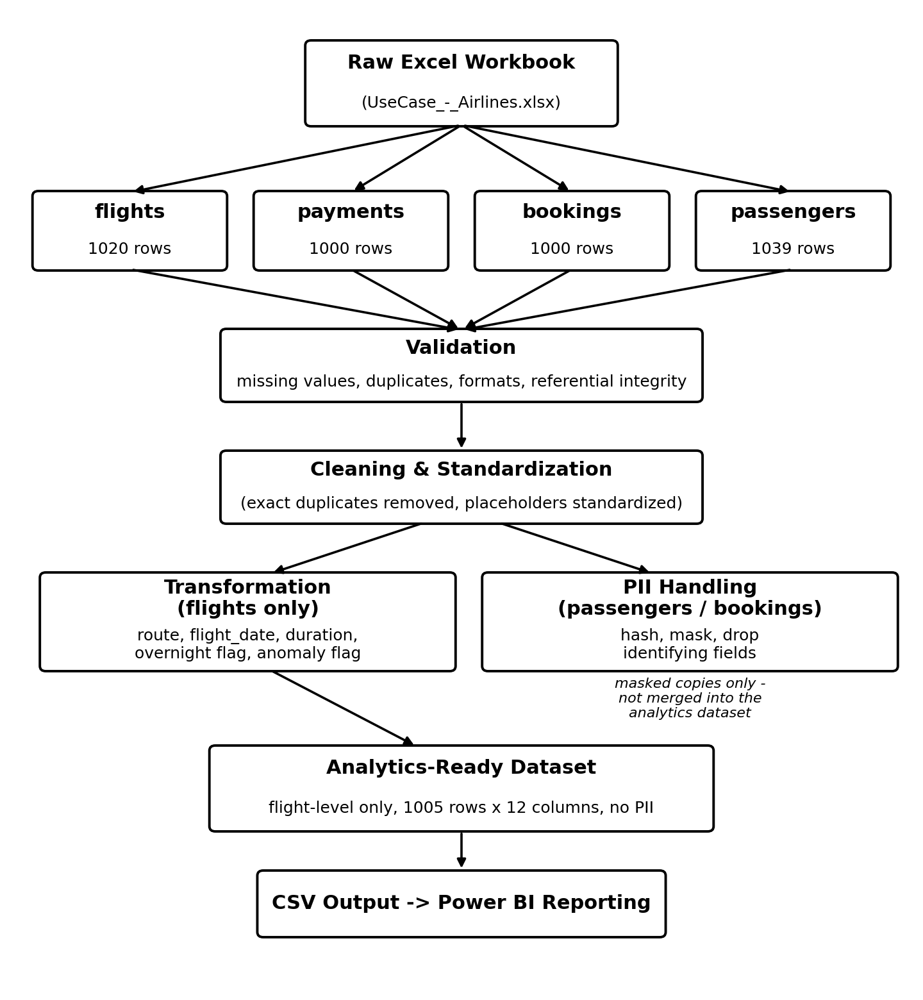 Raw Excel Workbook
(UseCase_-_Airlines.xlsx)
flights
1020 rows
payments
1000 rows
bookings
1000 rows
passengers
1039 rows
Validation
missing values, duplicates, formats, referential integrity
Cleaning & Standardization
(exact duplicates removed, placeholders standardized)
Transformation
(flights only)
route, flight_date, duration,
overnight flag, anomaly flag
PII Handling
(passengers / bookings)
hash, mask, drop
identifying fields
masked copies only -
not merged into the
analytics dataset
Analytics-Ready Dataset
flight-level only, 1005 rows x 12 columns, no PII
CSV Output -> Power BI Reporting